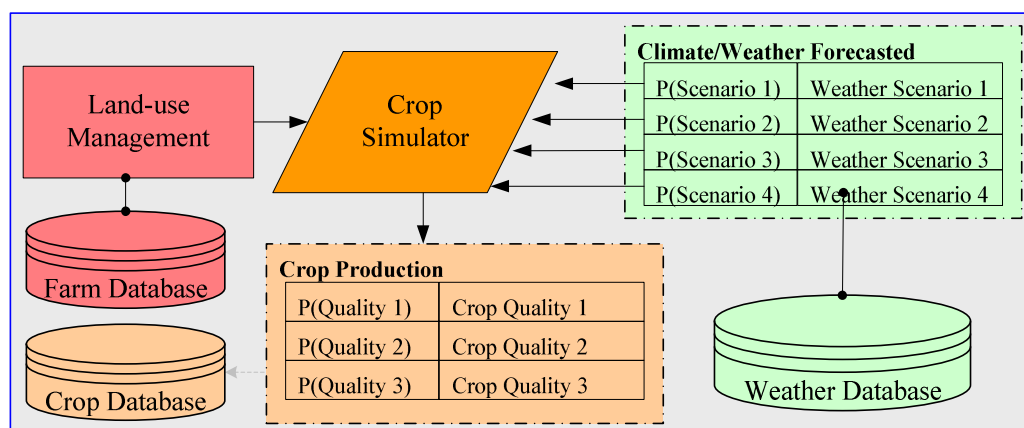 Land-use
Management
Crop
Simulator
Climate/Weather Forecasted
P(Scenario 1) Weather Scenario 1
P(Scenario 2) Weather Scenario 2
P(Scenario 3) Weather Scenario 3
P(Scenario 4) Weather Scenario 4
Farm Database
Crop Production
P(Quality 1) Crop Quality 1
P(Quality 2) Crop Quality 2
P(Quality 3) Crop Quality 3
Crop Database
Weather Database